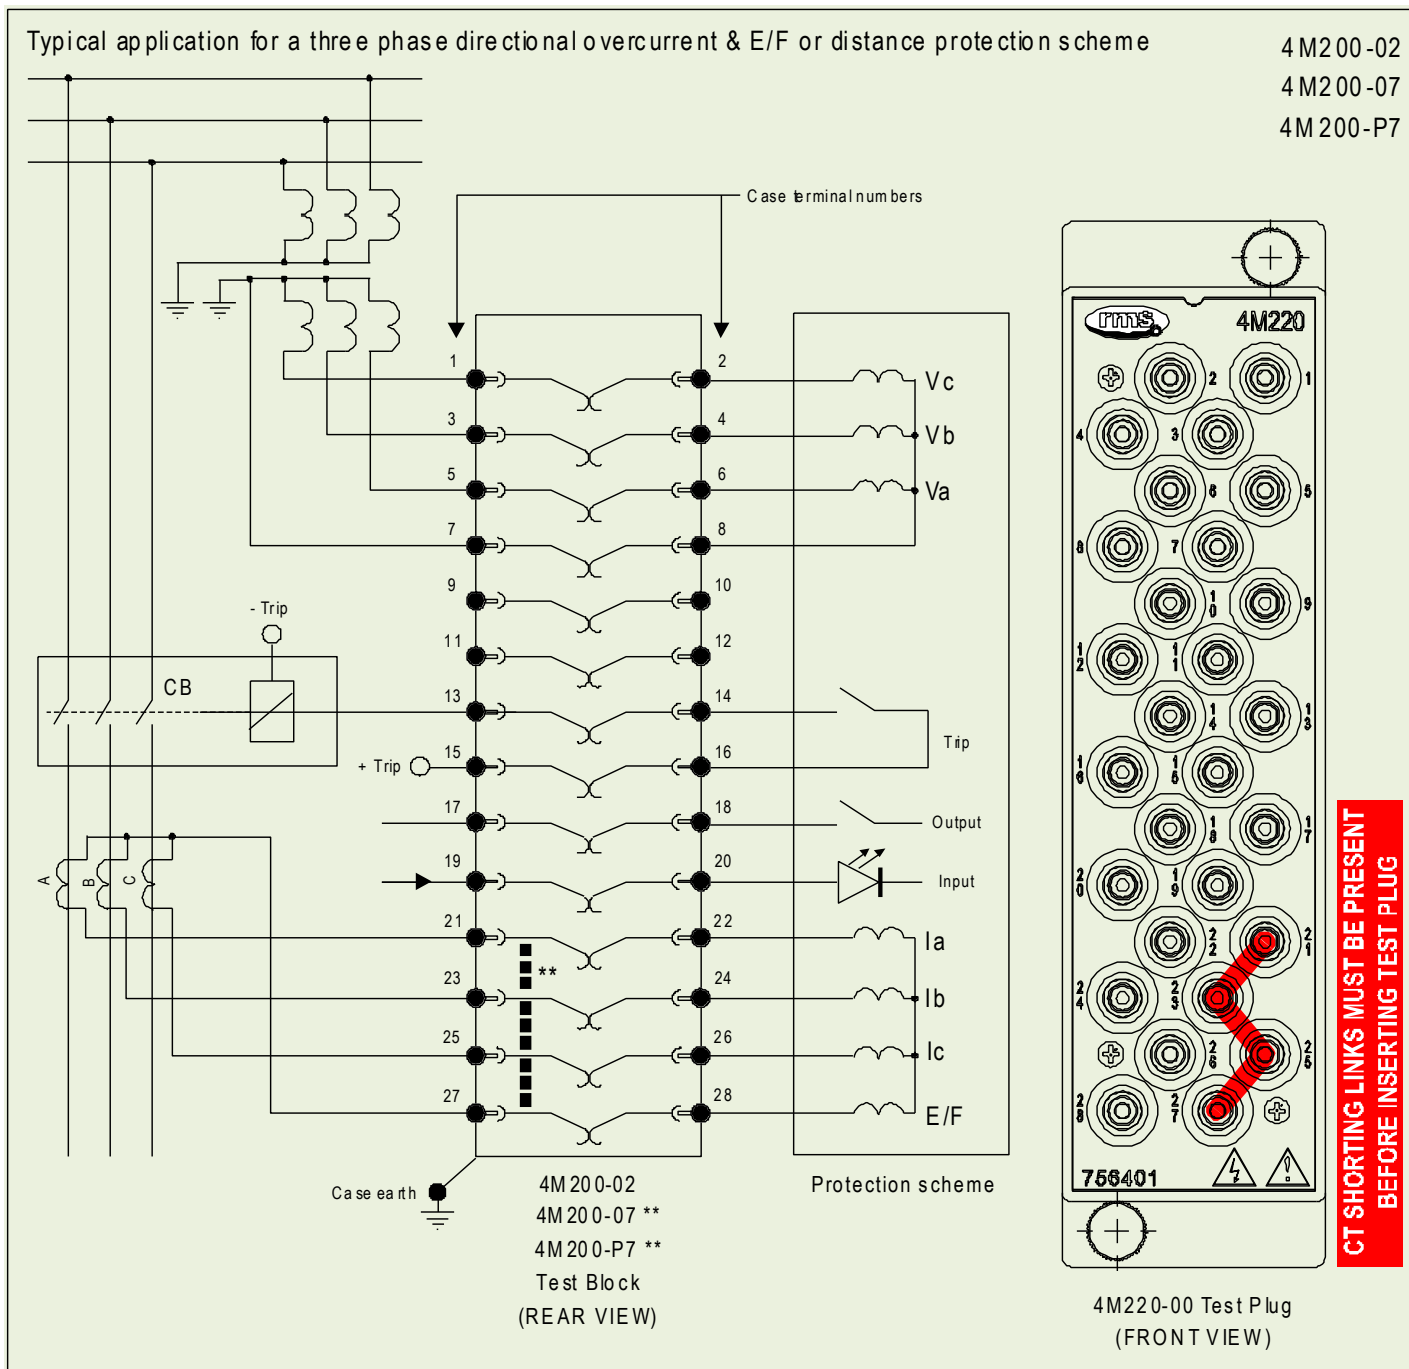 Typical application for a three phase directional overcurrent & E/F or distance protection scheme
4M200-02
4M200-07
4M200-P7
Case terminal numbers
1
2
Vc
3
4
Vb
5
6
Va
7
8
9
10
11
12
- Trip
CB
13
14
Trip
+ Trip
15
16
17
18
Output
19
20
Input
A
B
C
21
22
Ia
**
23
24
Ib
25
26
Ic
27
28
E/F
Case earth
4M200-02
4M200-07 **
4M200-P7 **
Test Block
(REAR VIEW)
Protection scheme
rms
4M220
2
1
4
3
6
5
8
7
10
9
12
11
14
13
16
15
18
17
20
19
22
21
24
23
26
25
28
27
756401
4M220-00 Test Plug
(FRONT VIEW)
CT SHORTING LINKS MUST BE PRESENT
BEFORE INSERTING TEST PLUG